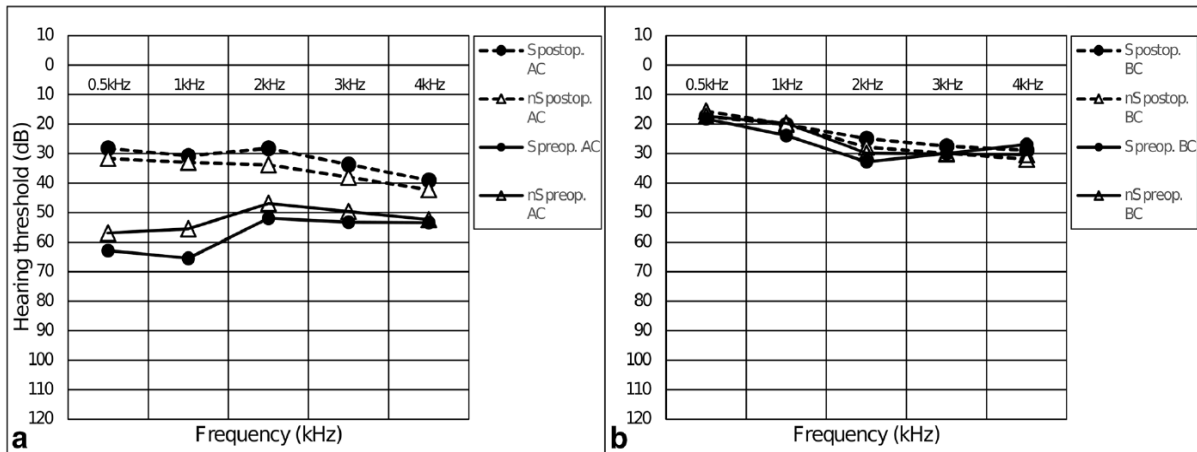 10
0
10
20
30
40
50
60
70
80
90
100
110
120
Hearing threshold (dB)
0.5kHz 1kHz 2kHz 3kHz 4kHz
Frequency (kHz)
S postop.
AC
nS postop.
AC
S preop. AC
nS preop.
AC
a
10
0
10
20
30
40
50
60
70
80
90
100
110
120
0.5kHz 1kHz 2kHz 3kHz 4kHz
Frequency (kHz)
S postop.
BC
nS postop.
BC
S preop. BC
nS preop.
BC
b